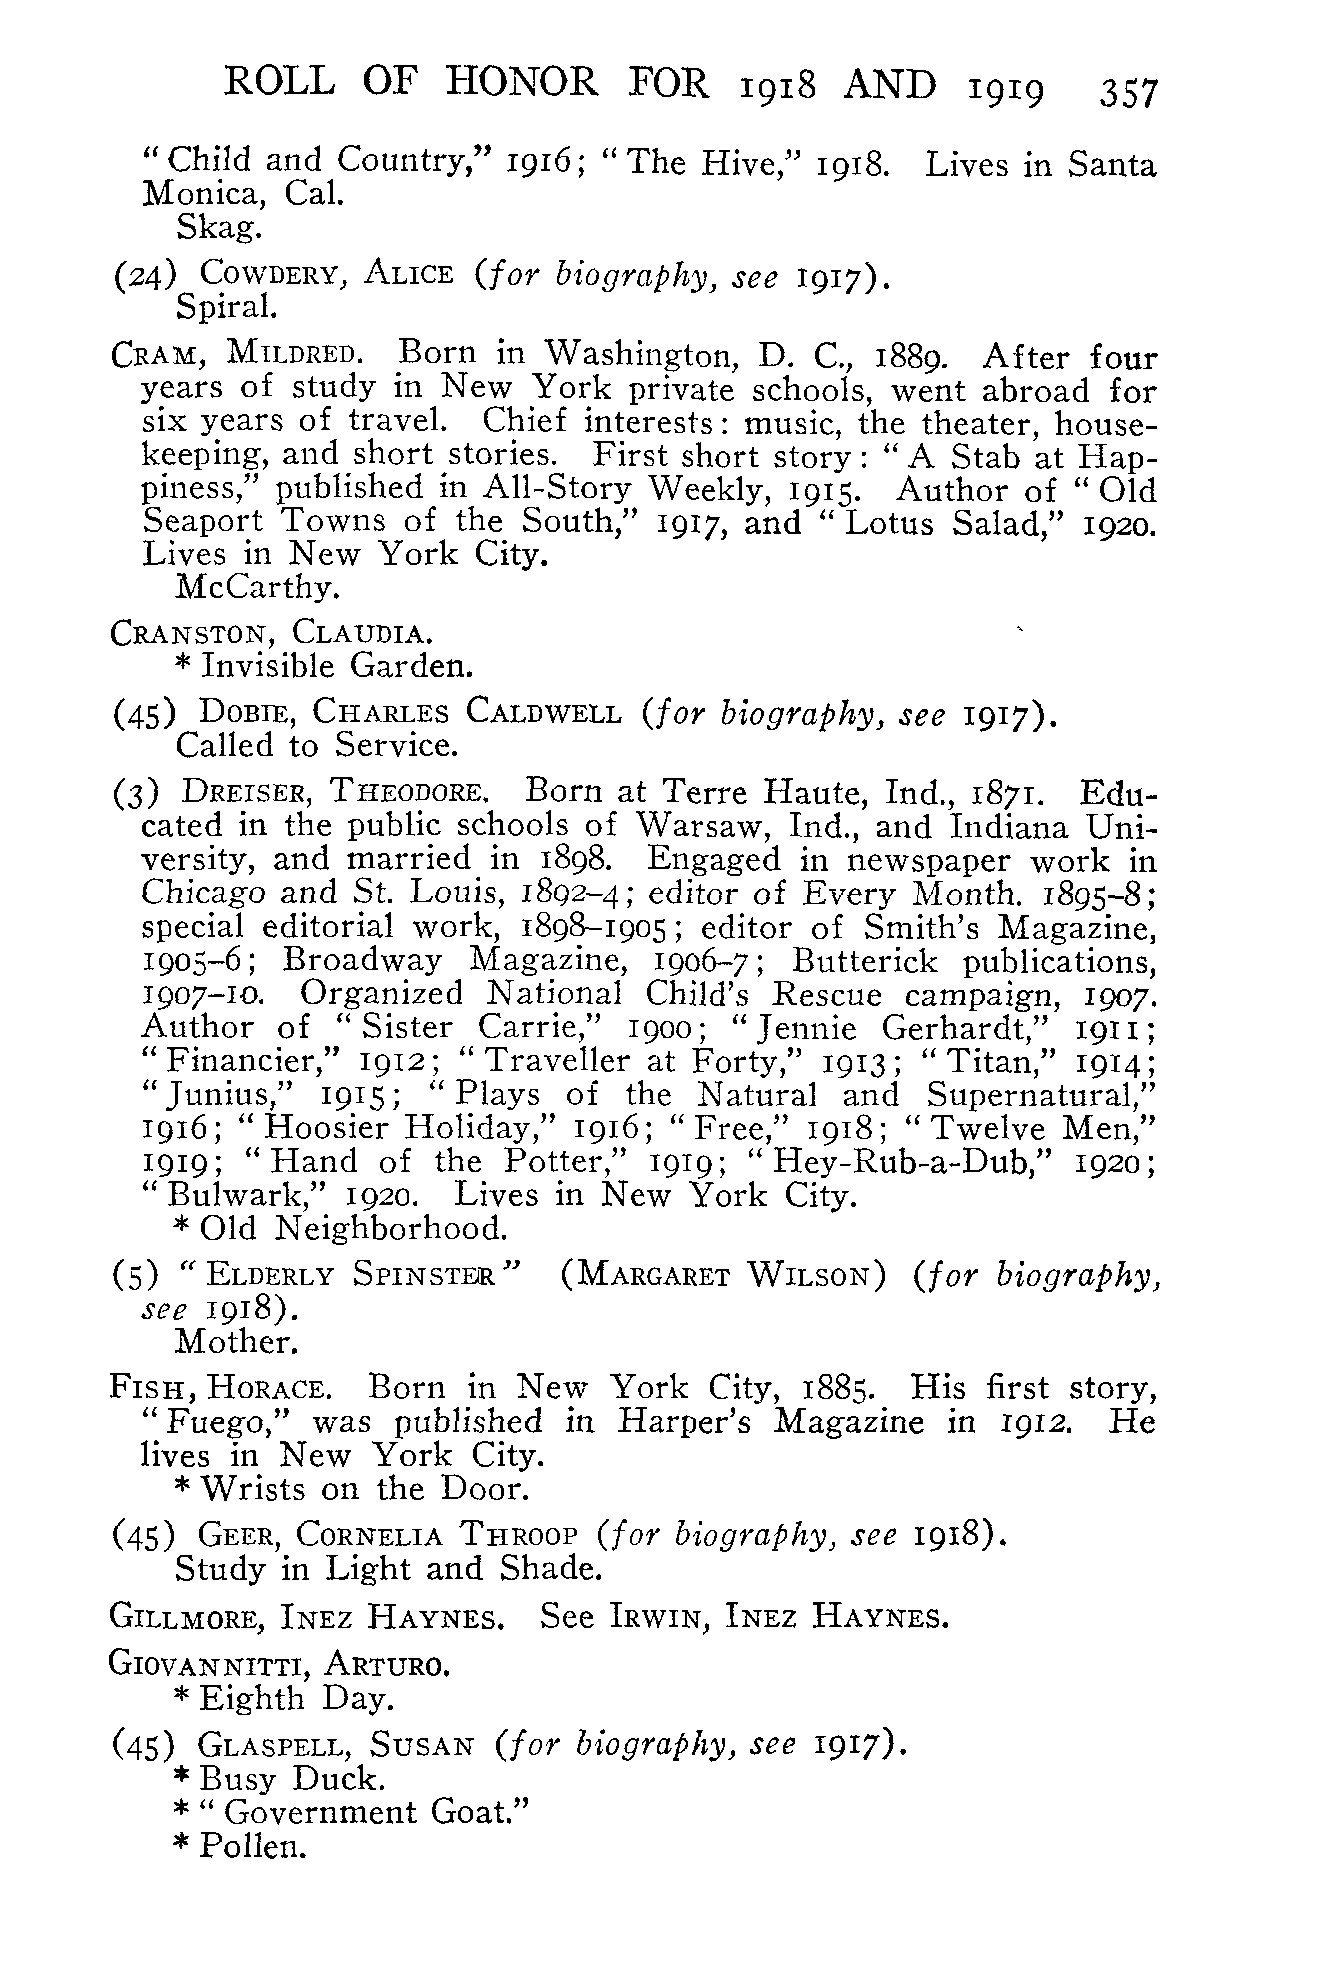 ROLL OF HONOR FOR 1918 AND 1919 357
“Child and Country,” 1916; “The Hive,” 1918. Lives in Santa
Monica, Cal.
Skag.
(24) COWDERY, ALICE (for biography, see 1917).
Spiral.
CRAM, MILDRED. Born in Washington, D. C., 1889. After four
years of study in New York private schools, went abroad for
six years of travel. Chief interests: music, the theater, house-
keeping, and short stories. First short story: “A Stab at Hap-
piness,” published in All-Story Weekly, 1915. Author of “Old
Seaport Towns of the South,” 1917, and “Lotus Salad,” 1920.
Lives in New York City.
McCarthy.
CRANSTON, CLAUDIA.
* Invisible Garden.
(45) DOBIE, CHARLES CALDWELL (for biography, see 1917).
Called to Service.
(3) DREISER, THEODORE. Born at Terre Haute, Ind., 1871. Edu-
cated in the public schools of Warsaw, Ind., and Indiana Uni-
versity, and married in 1898. Engaged in newspaper work in
Chicago and St. Louis, 1892–4; editor of Every Month. 1895–8;
special editorial work, 1898–1905; editor of Smith's Magazine,
1905–6; Broadway Magazine, 1906–7; Butterick publications,
1907–10. Organized National Child's Rescue campaign, 1907.
Author of “Sister Carrie,” 1900; “Jennie Gerhardt,” 1911;
“Financier,” 1912; “Traveller at Forty,” 1913; “Titan,” 1914;
“Junius,” 1915; “Plays of the Natural and Supernatural,”
1916; “Hoosier Holiday,” 1916; “Free,” 1918; “Twelve Men,”
1919; “Hand of the Potter,” 1919; “Hey-Rub-a-Dub,” 1920;
“Bulwark,” 1920. Lives in New York City.
* Old Neighborhood.
(5) “ELDERLY SPINSTER” (MARGARET WILSON) (for biography,
see 1918).
Mother.
FISH, HORACE. Born in New York City, 1885. His first story,
“Fuego,” was published in Harper's Magazine in 1912. He
lives in New York City.
* Wrists on the Door.
(45) GEER, CORNELIA THROOP (for biography, see 1918).
Study in Light and Shade.
GILLMORE, INEZ HAYNES. See IRWIN, INEZ HAYNES.
GIOVANNITTI, ARTURO.
* Eighth Day.
(45) GLASPELL, SUSAN (for biography, see 1917).
* Busy Duck.
* “Government Goat.”
* Pollen.